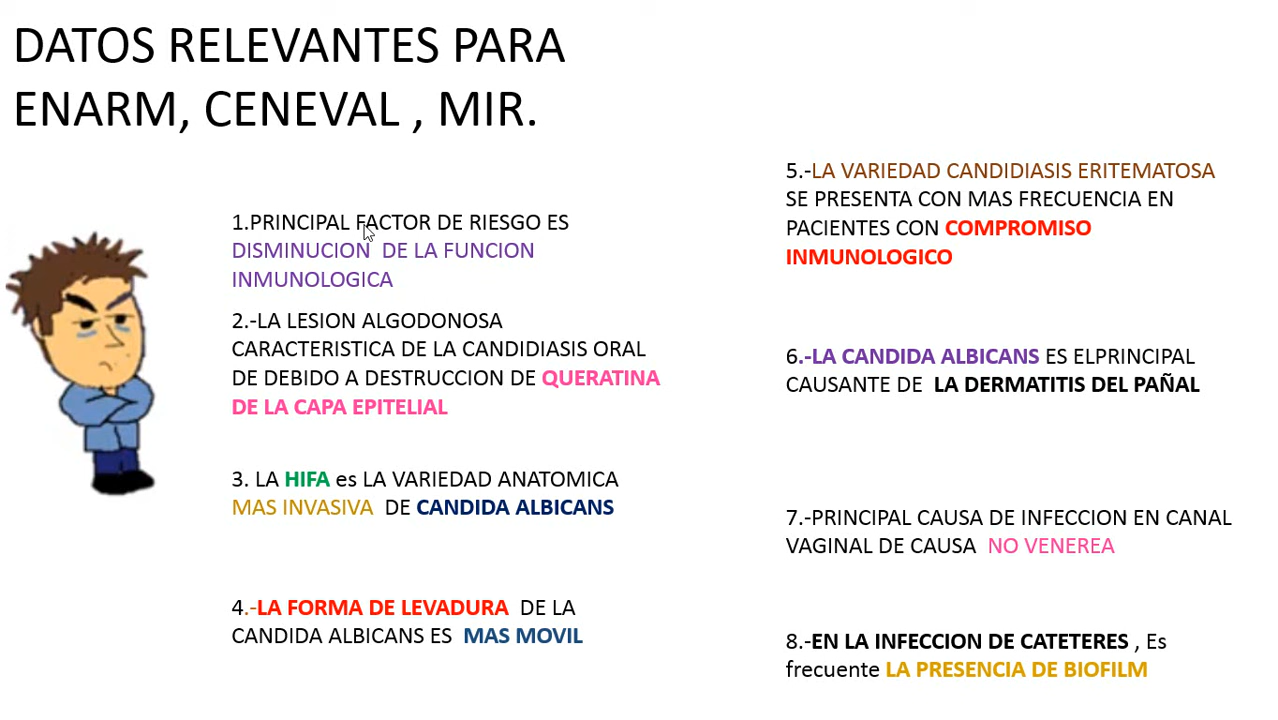 DATOS RELEVANTES PARA
ENARM, CENEVAL , MIR.
1.PRINCIPAL FACTOR DE RIESGO ES
DISMINUCION DE LA FUNCION
INMUNOLOGICA
2.-LA LESION ALGODONOSA
CARACTERISTICA DE LA CANDIDIASIS ORAL
DE DEBIDO A DESTRUCCION DE QUERATINA
DE LA CAPA EPITELIAL
3. LA HIFA es LA VARIEDAD ANATOMICA
MAS INVASIVA DE CANDIDA ALBICANS
4.-LA FORMA DE LEVADURA DE LA
CANDIDA ALBICANS ES MAS MOVIL
5.-LA VARIEDAD CANDIDIASIS ERITEMATOSA
SE PRESENTA CON MAS FRECUENCIA EN
PACIENTES CON COMPROMISO
INMUNOLOGICO
6.-LA CANDIDA ALBICANS ES ELPRINCIPAL
CAUSANTE DE LA DERMATITIS DEL PAÑAL
7.-PRINCIPAL CAUSA DE INFECCION EN CANAL
VAGINAL DE CAUSA NO VENEREA
8.-EN LA INFECCION DE CATETERES , Es
frecuente LA PRESENCIA DE BIOFILM